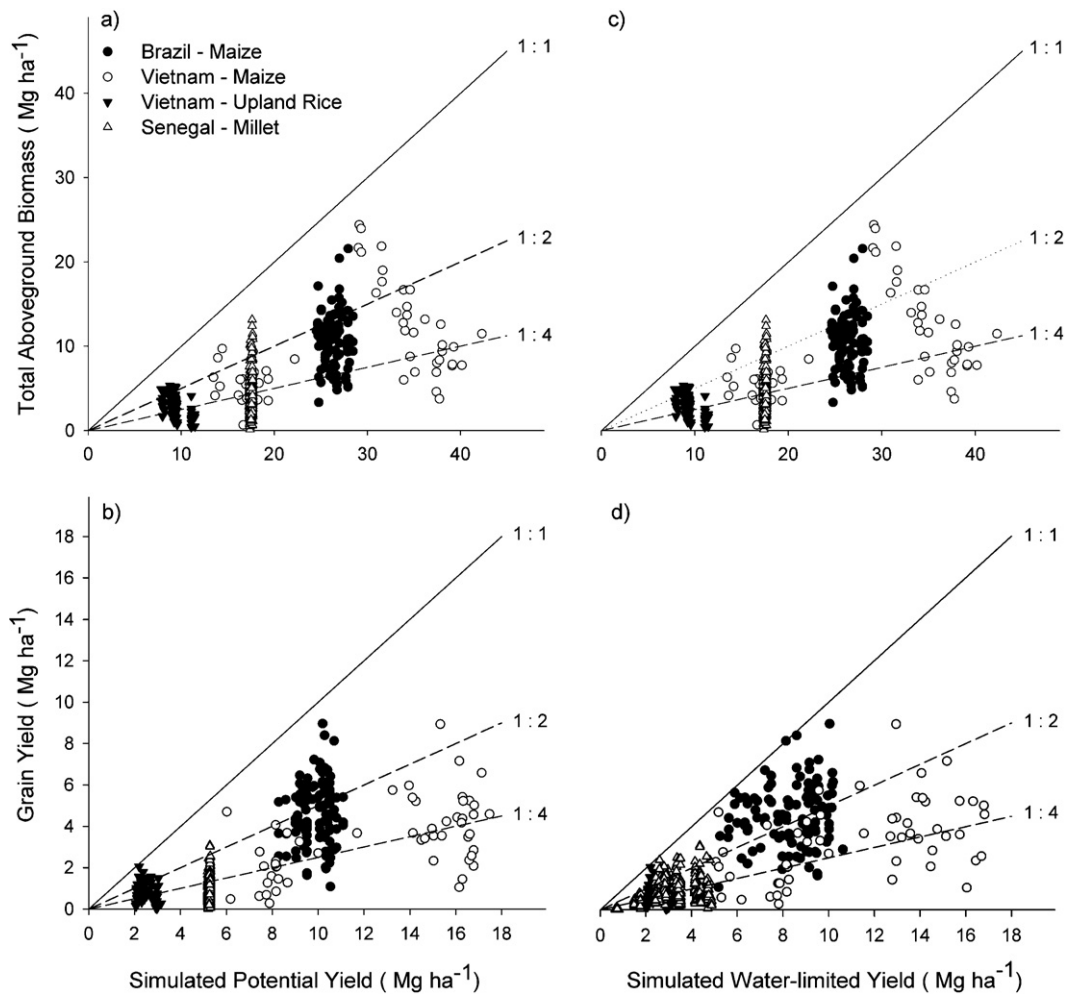 a)
Brazil - Maize
Vietnam - Maize
Vietnam - Upland Rice
Senegal - Millet
1 : 1
1 : 2
1 : 4
Total Aboveground Biomass ( Mg ha⁻¹ )
40
30
20
10
0
0 10 20 30 40
c)
1 : 1
1 : 2
1 : 4
0 10 20 30 40
b)
1 : 1
1 : 2
1 : 4
Grain Yield ( Mg ha⁻¹ )
18
16
14
12
10
8
6
4
2
0
0 2 4 6 8 10 12 14 16 18
Simulated Potential Yield ( Mg ha⁻¹ )
d)
1 : 1
1 : 2
1 : 4
0 2 4 6 8 10 12 14 16 18
Simulated Water-limited Yield ( Mg ha⁻¹ )